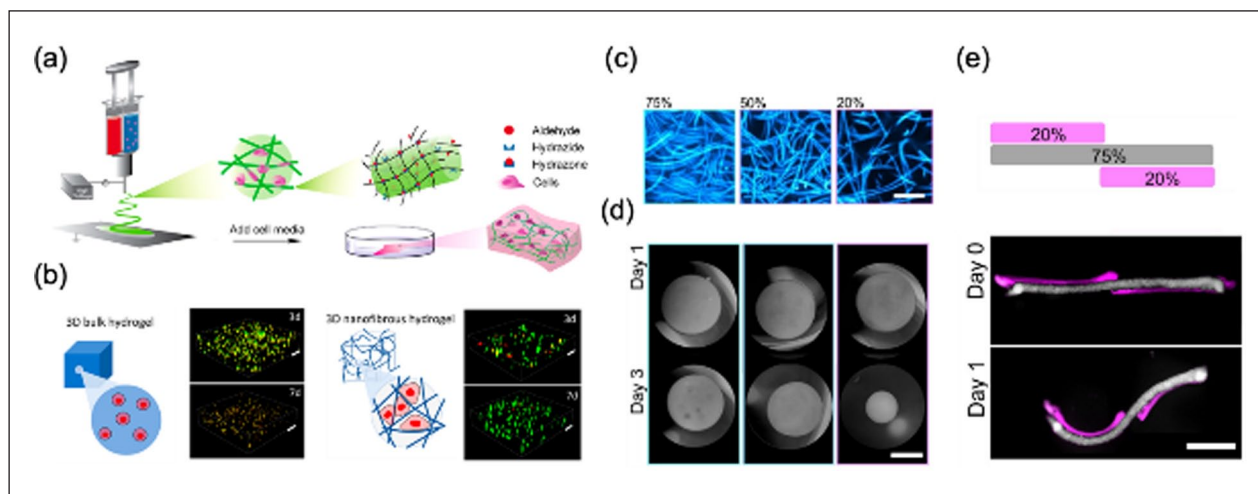 (a)
Aldehyde
Hydrazide
Hydrazone
Cells
Add cell media
(b)
3D bulk hydrogel
3d
7d
3D nanofibrous hydrogel
3d
7d
(c)
75% 50% 20%
(d)
Day 1
Day 3
(e)
20%
75%
20%
Day 0
Day 1